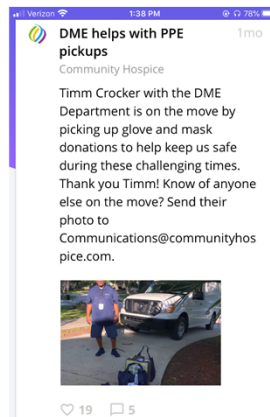 Verizon 1:38 PM 78%
DME helps with PPE 1mo
pickups
Community Hospice
Timm Crocker with the DME
Department is on the move by
picking up glove and mask
donations to help keep us safe
during these challenging times.
Thank you Timm! Know of anyone
else on the move? Send their
photo to
Communications@communityhos
pice.com.
19 5